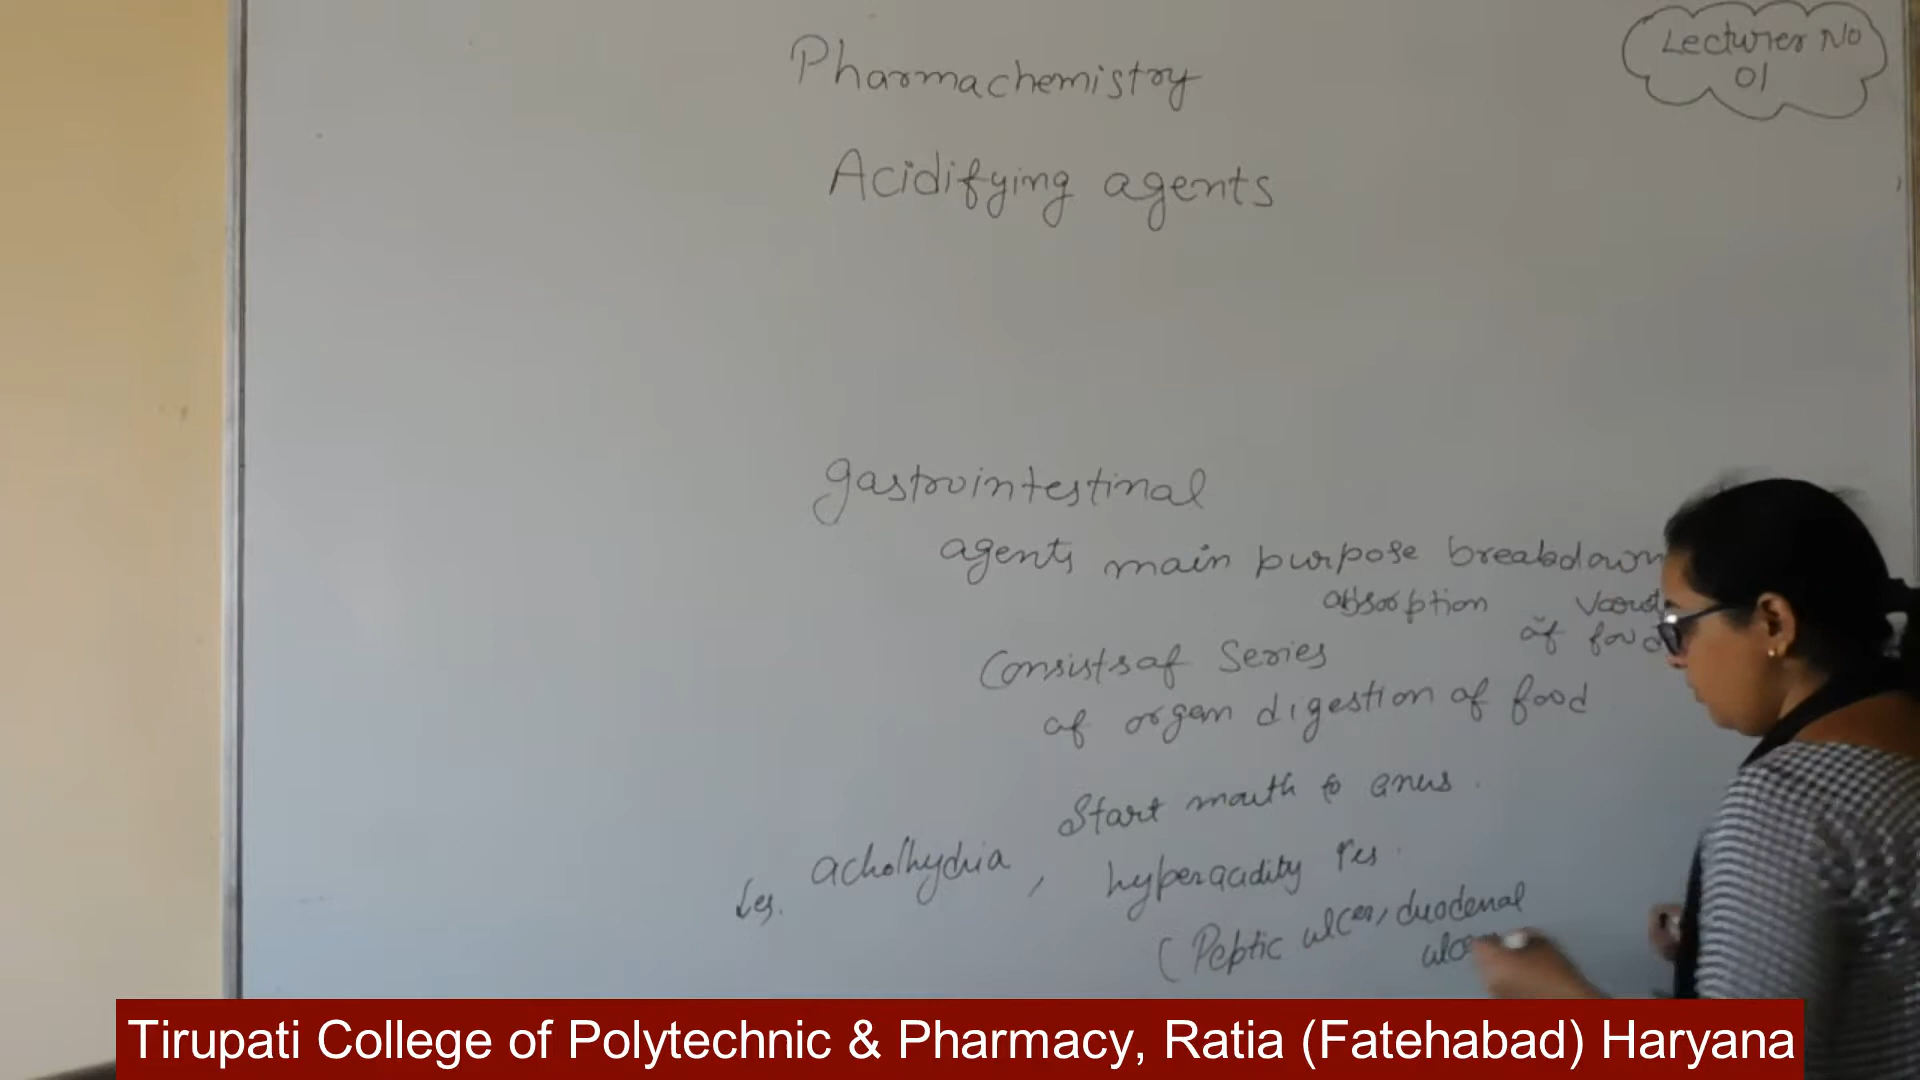 Lecturer No
01
Pharmachemistry
Acidifying agents
gastrointestinal
agents main purpose breakdown
absorption
of food
Consists of Series
of organ digestion of food
Start mouth to anus.
acholhydria, hyperacidity
(Peptic ulcer, duodenal
Tirupati College of Polytechnic & Pharmacy, Ratia (Fatehabad) Haryana